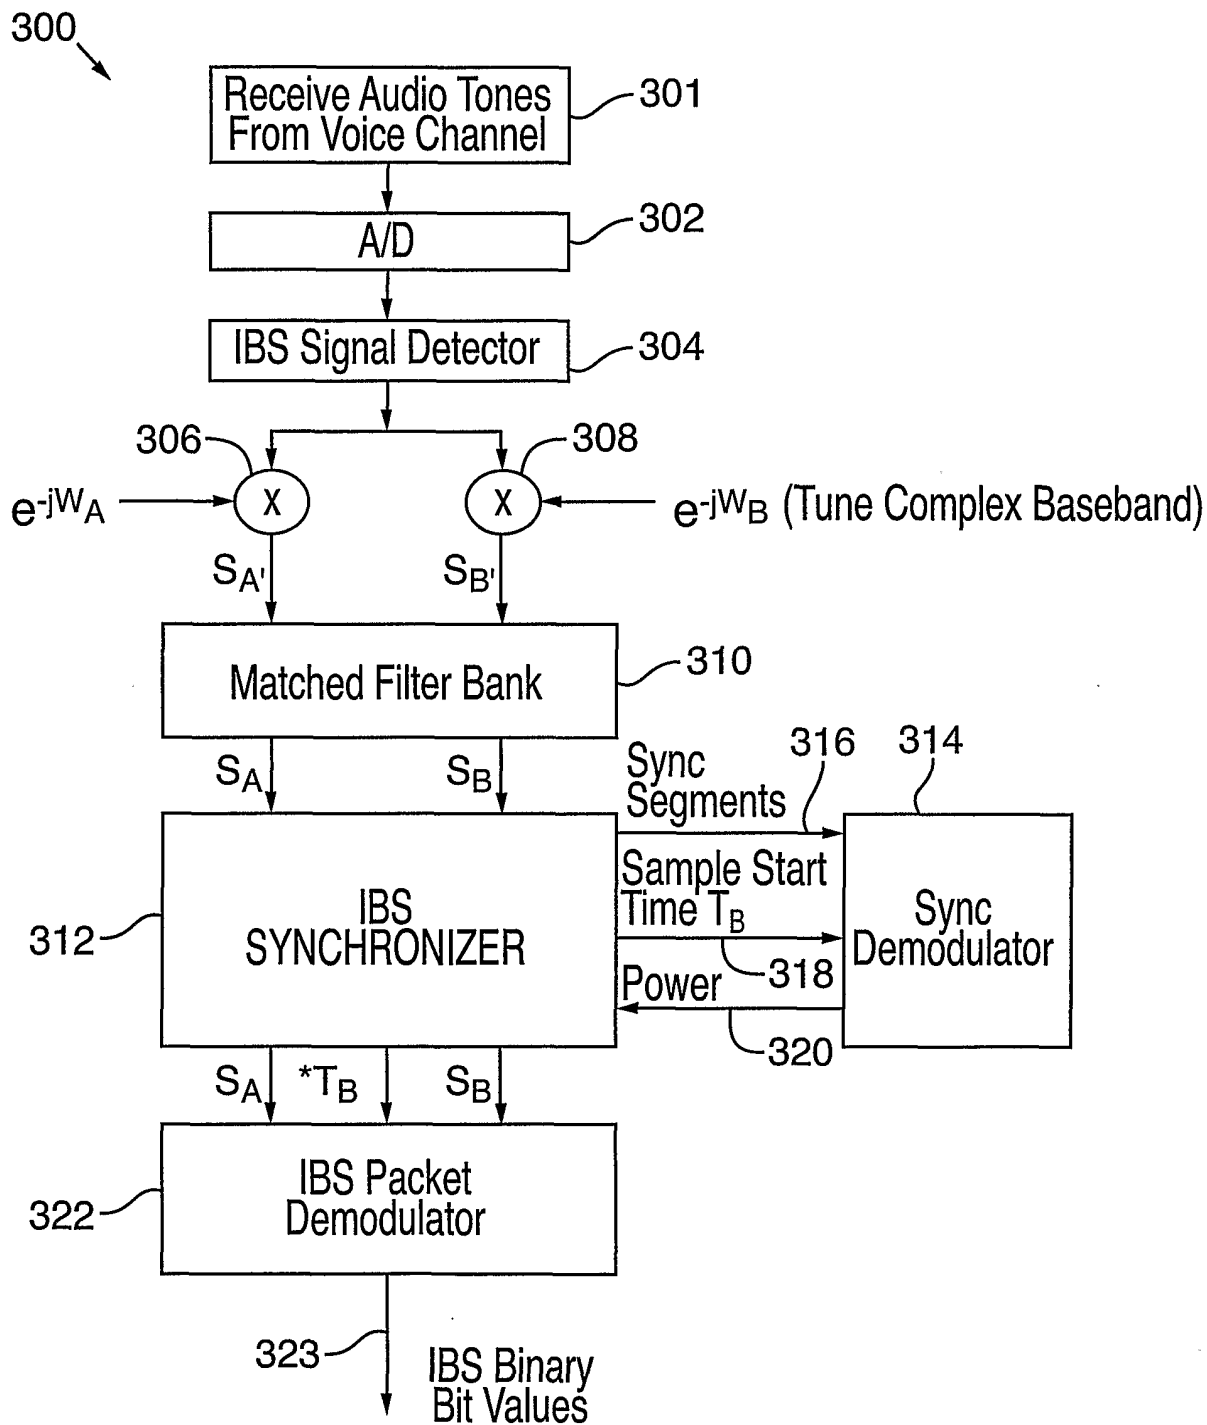 300
Receive Audio Tones
From Voice Channel
301
A/D
302
IBS Signal Detector
304
306
308
e-jWA
X
X
e-jWB (Tune Complex Baseband)
SA'
SB'
Matched Filter Bank
310
SA
SB
Sync
Segments
316
314
312
IBS
SYNCHRONIZER
Sample Start
Time TB
318
Power
320
Sync
Demodulator
SA
*TB
SB
322
IBS Packet
Demodulator
323
IBS Binary
Bit Values